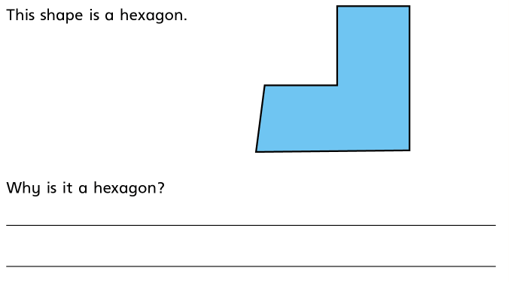 This shape is a hexagon.
Why is it a hexagon?